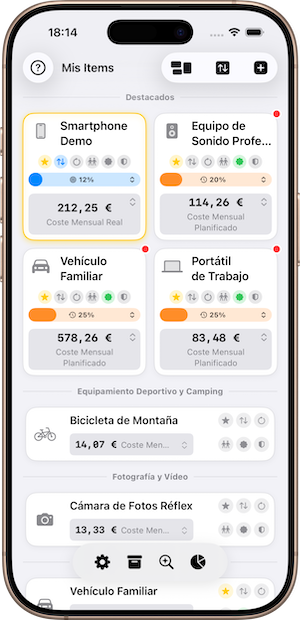 18:14
Mis Items
Destacados
Smartphone
Demo
12%
212,25 €
Coste Mensual Real
Equipo de
Sonido Profe...
20%
114,26 €
Coste Mensual
Planificado
Vehículo
Familiar
25%
578,26 €
Coste Mensual
Planificado
Portátil
de Trabajo
25%
83,48 €
Coste Mensual
Planificado
Equipamiento Deportivo y Camping
Bicicleta de Montaña
14,07 € Coste Men...
Fotografía y Vídeo
Cámara de Fotos Réflex
13,33 € Coste Men...
Vehículo Familiar